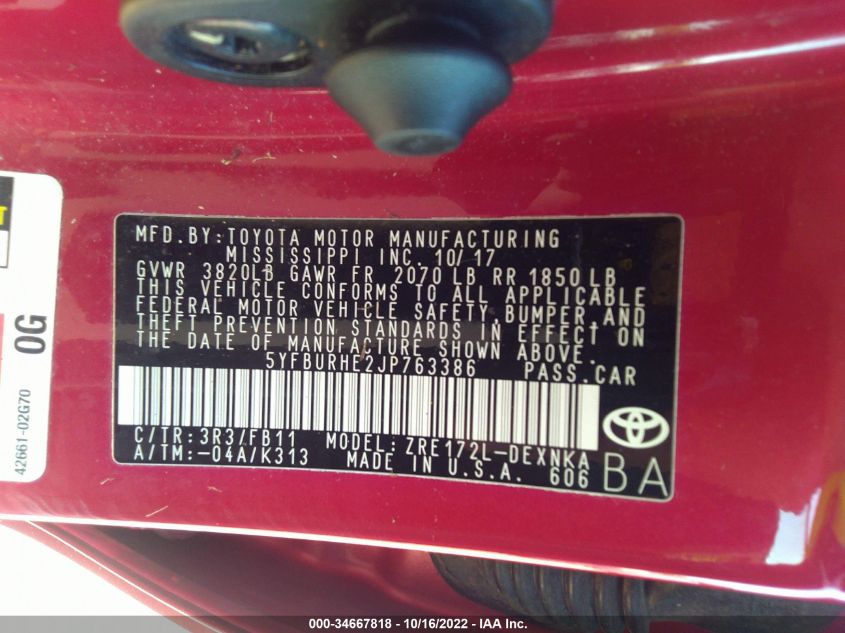 MFD.BY:TOYOTA MOTOR MANUFACTURING
MISSISSIPPI INC. 10/17
GVWR 3820LB GAWR FR 2070 LB RR 1850 LB
THIS VEHICLE CONFORMS TO ALL APPLICABLE
FEDERAL MOTOR VEHICLE SAFETY, BUMPER AND
THEFT PREVENTION STANDARDS IN EFFECT ON
THE DATE OF MANUFACTURE SHOWN ABOVE.
5YFBURHE2JP763386 PASS.CAR
C/TR:3R3/FB11 MODEL:ZRE172L-DEXNKA
A/TM:-04A/K313 MADE IN U.S.A. 606
BA
0G
42661-02G70
000-34667818 - 10/16/2022 - IAA Inc.